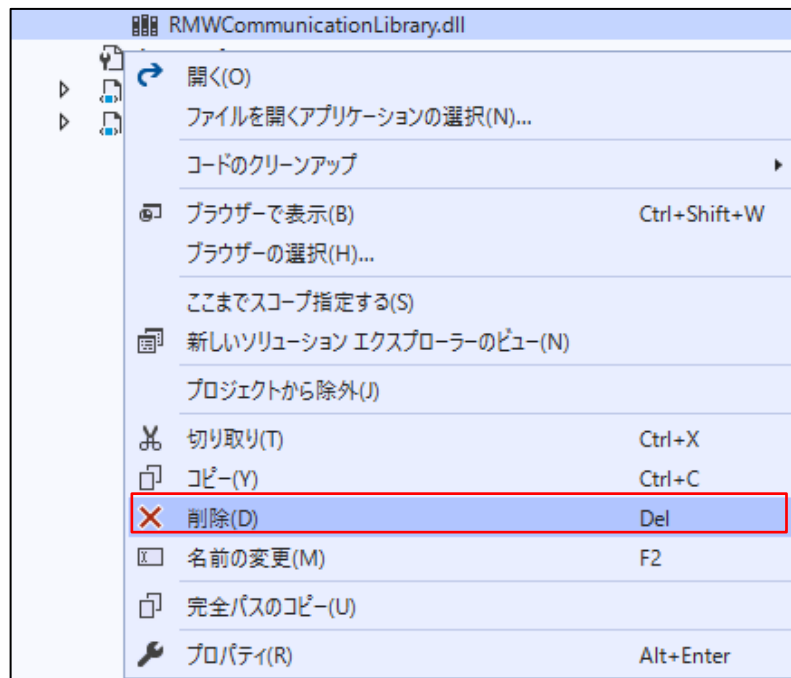 RMWCommunicationLibrary.dll
開く(O)
ファイルを開くアプリケーションの選択(N)...
コードのクリーンアップ
ブラウザーで表示(B) Ctrl+Shift+W
ブラウザーの選択(H)...
ここまでスコープ指定する(S)
新しいソリューション エクスプローラーのビュー(N)
プロジェクトから除外(J)
切り取り(T) Ctrl+X
コピー(Y) Ctrl+C
削除(D) Del
名前の変更(M) F2
完全パスのコピー(U)
プロパティ(R) Alt+Enter